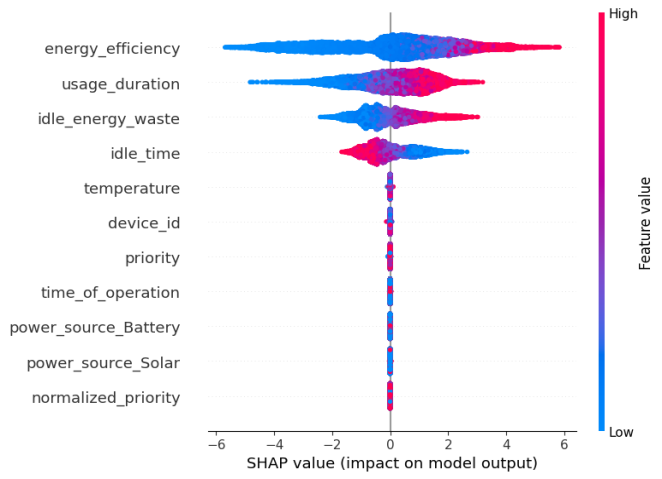 High
energy_efficiency
usage_duration
idle_energy_waste
idle_time
temperature
device_id
priority
time_of_operation
power_source_Battery
power_source_Solar
normalized_priority
Feature value
Low
−6 −4 −2 0 2 4 6
SHAP value (impact on model output)